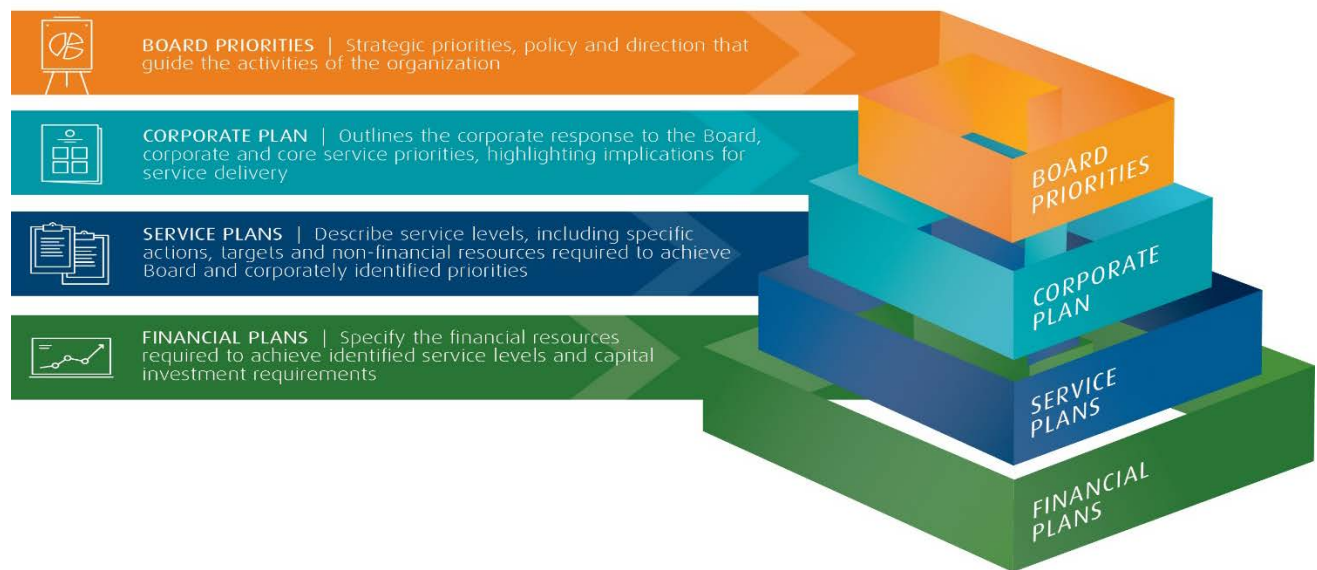 BOARD PRIORITIES | Strategic priorities, policy and direction that
guide the activities of the organization
CORPORATE PLAN | Outlines the corporate response to the Board,
corporate and core service priorities, highlighting implications for
service delivery
SERVICE PLANS | Describe service levels, including specific
actions, targets and non-financial resources required to achieve
Board and corporately identified priorities
FINANCIAL PLANS | Specify the financial resources
required to achieve identified service levels and capital
investment requirements
BOARD
PRIORITIES
CORPORATE
PLAN
SERVICE
PLANS
FINANCIAL
PLANS